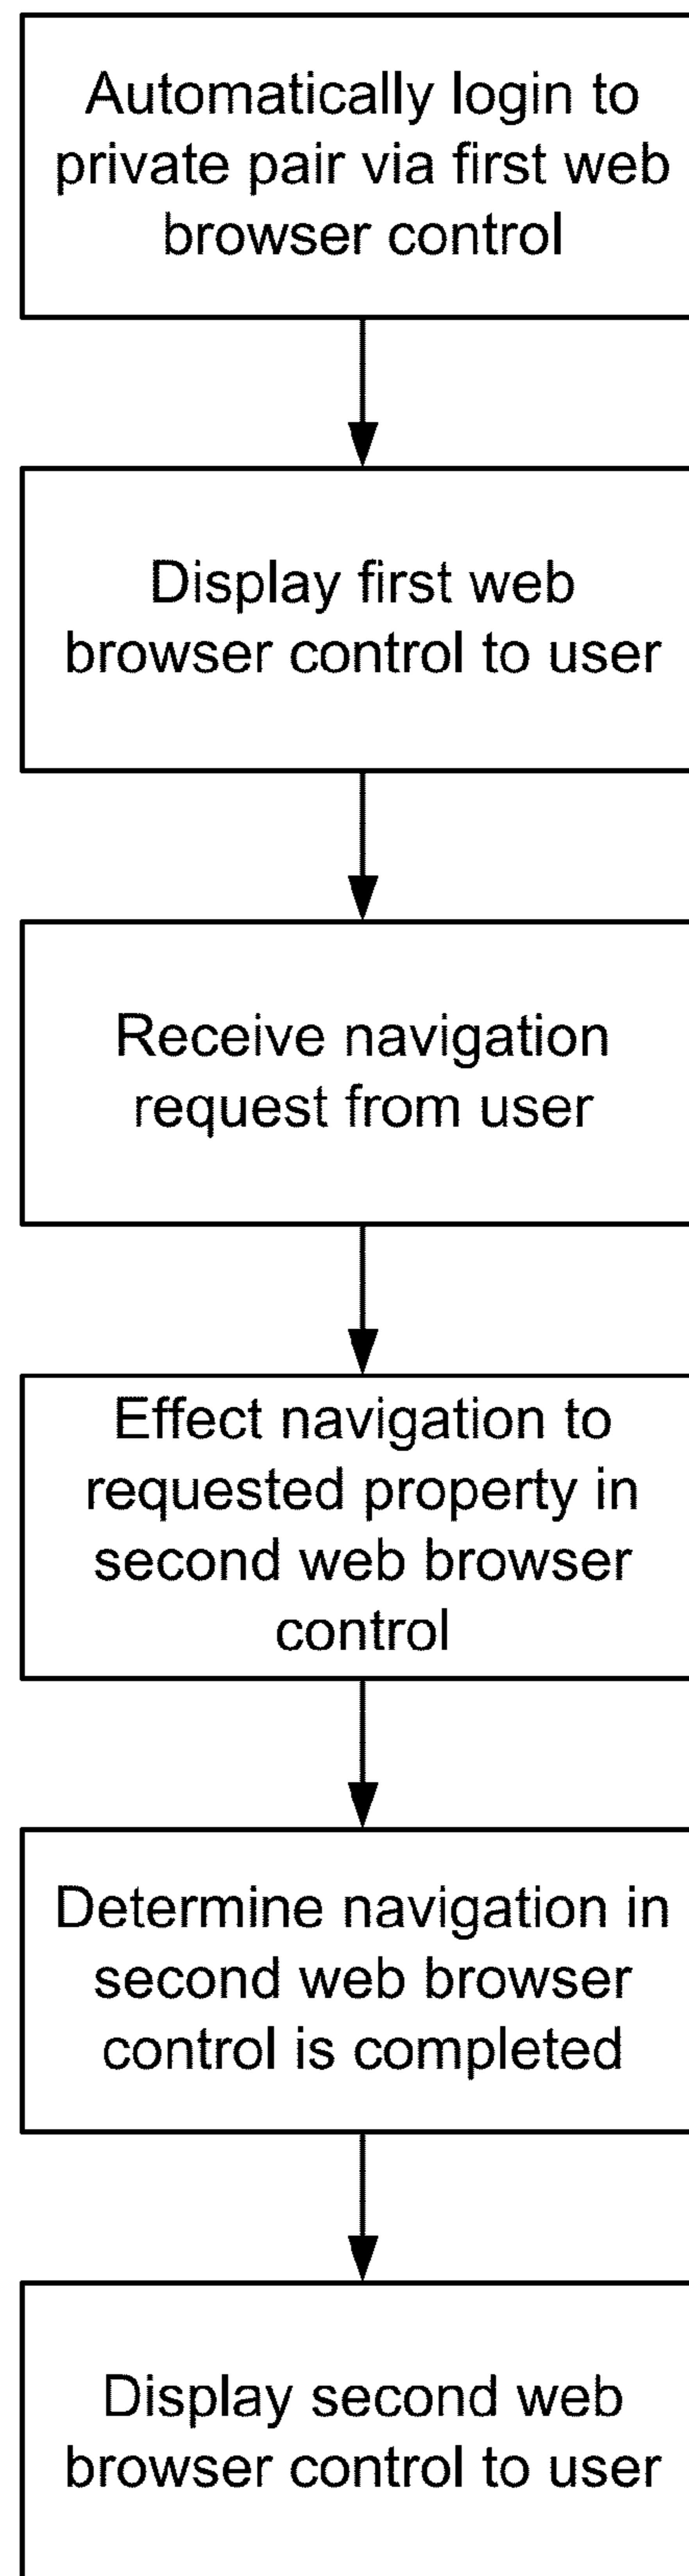 Automatically login to
private pair via first web
browser control
Display first web
browser control to user
Receive navigation
request from user
Effect navigation to
requested property in
second web browser
control
Determine navigation in
second web browser
control is completed
Display second web
browser control to user